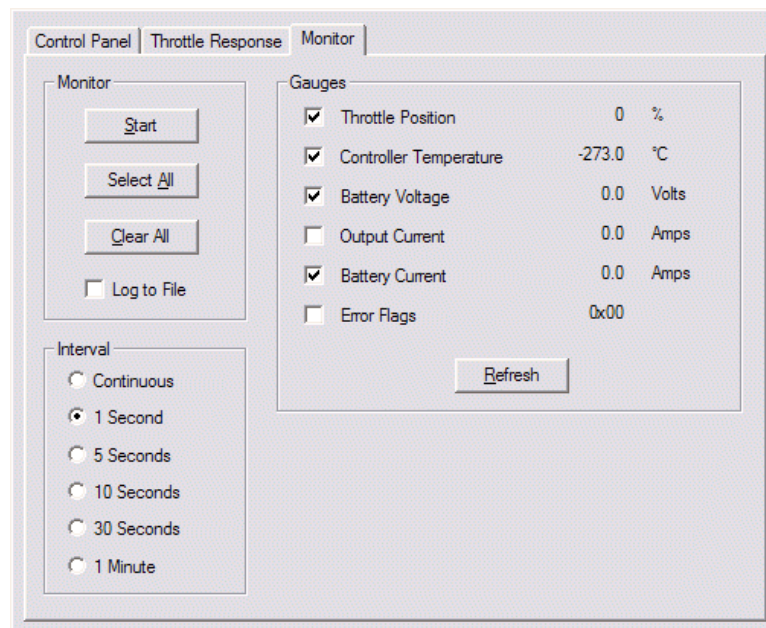 Control Panel Throttle Response Monitor
Monitor
Start
Select All
Clear All
Log to File
Interval
Continuous
1 Second
5 Seconds
10 Seconds
30 Seconds
1 Minute
Gauges
Throttle Position 0 %
Controller Temperature -273.0 °C
Battery Voltage 0.0 Volts
Output Current 0.0 Amps
Battery Current 0.0 Amps
Error Flags 0x00
Refresh